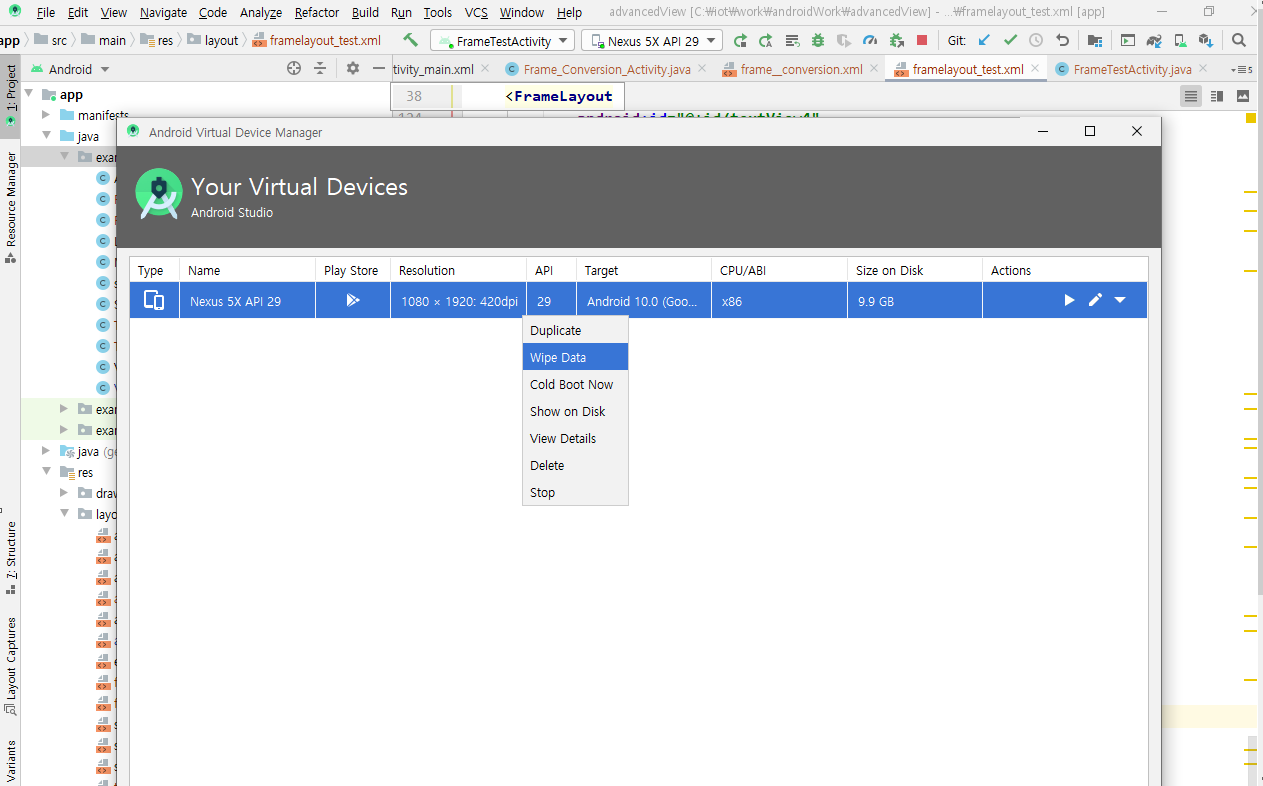 File Edit View Navigate Code Analyze Refactor Build Run Tools VCS Window Help advancedView [C:￦iot￦work￦androidWork￦advancedView] - ...￦framelayout_test.xml [app]
app src main res layout framelayout_test.xml FrameTestActivity Nexus 5X API 29 Git:
Android tivity_main.xml Frame_Conversion_Activity.java frame__conversion.xml framelayout_test.xml FrameTestActivity.java 5
1: Project
Resource Manager
7: Structure
Layout Captures
Variants
app
manifests
java
exa
exa
exa
java (ge
res
draw
layo
38 <FrameLayout
Android Virtual Device Manager
Your Virtual Devices
Android Studio
Type Name Play Store Resolution API Target CPU/ABI Size on Disk Actions
Nexus 5X API 29 1080 × 1920: 420dpi 29 Android 10.0 (Goo... x86 9.9 GB
Duplicate
Wipe Data
Cold Boot Now
Show on Disk
View Details
Delete
Stop